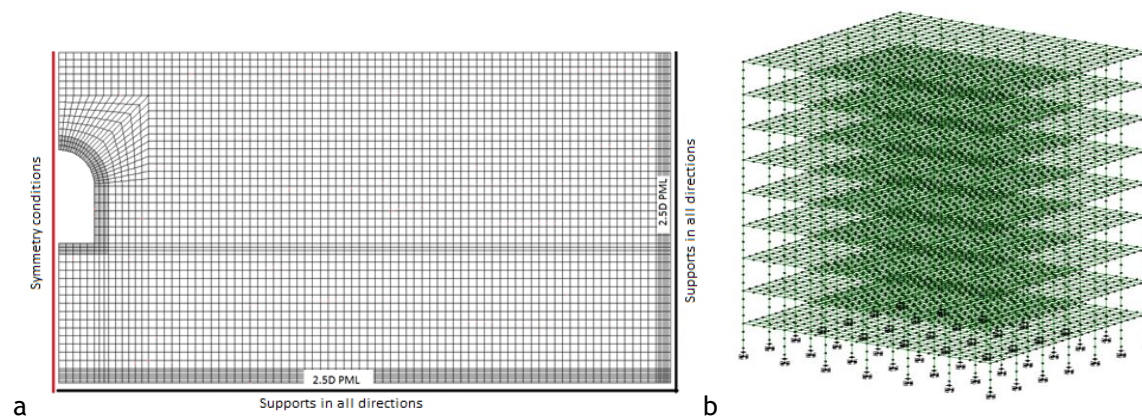 Symmetry conditions
2.5D PML
Supports in all directions
2.5D PML
Supports in all directions
a
b